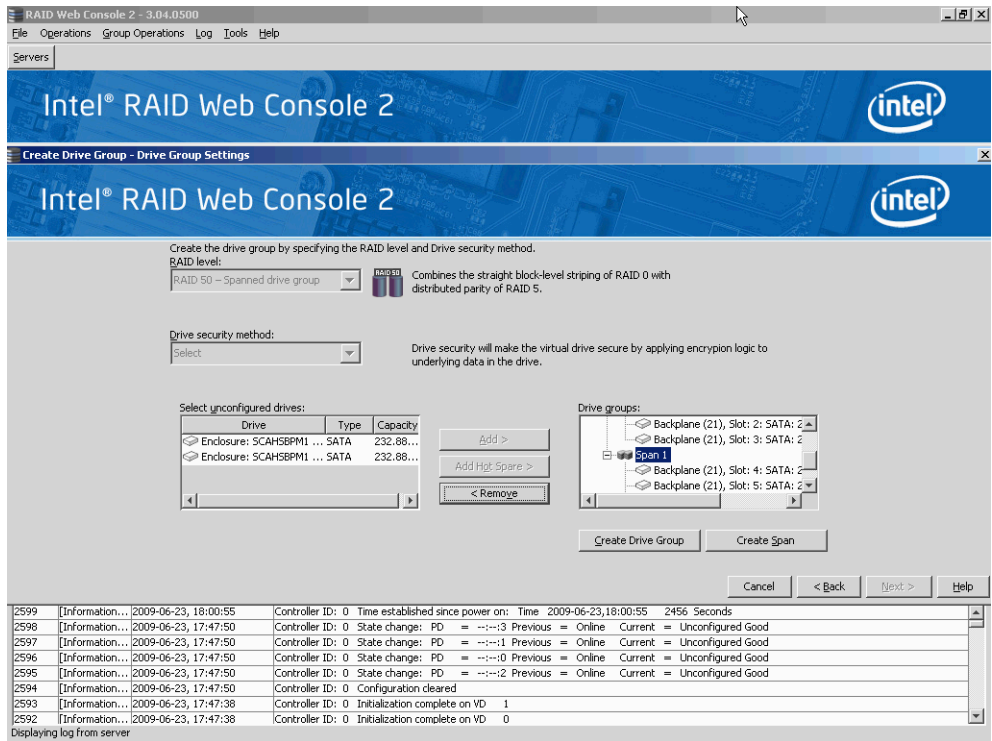 RAID Web Console 2 - 3.04.0500
File Operations Group Operations Log Tools Help
Servers
Intel® RAID Web Console 2
intel
Create Drive Group - Drive Group Settings
Intel® RAID Web Console 2
intel
Create the drive group by specifying the RAID level and Drive security method.
RAID level:
RAID 50 – Spanned drive group
RAID 50
Combines the straight block-level striping of RAID 0 with
distributed parity of RAID 5.
Drive security method:
Select
Drive security will make the virtual drive secure by applying encrypion logic to
underlying data in the drive.
Select unconfigured drives:
Drive Type Capacity
Enclosure: SCAHSBPM1 ... SATA 232.88...
Enclosure: SCAHSBPM1 ... SATA 232.88...
Add >
Add Hot Spare >
< Remove
Drive groups:
Backplane (21), Slot: 2: SATA: 2
Backplane (21), Slot: 3: SATA: 2
Span 1
Backplane (21), Slot: 4: SATA: 2
Backplane (21), Slot: 5: SATA: 2
Create Drive Group Create Span
Cancel < Back Next > Help
2599 [Information... 2009-06-23, 18:00:55 Controller ID: 0 Time established since power on: Time 2009-06-23,18:00:55 2456 Seconds
2598 [Information... 2009-06-23, 17:47:50 Controller ID: 0 State change: PD = --:--:3 Previous = Online Current = Unconfigured Good
2597 [Information... 2009-06-23, 17:47:50 Controller ID: 0 State change: PD = --:--:1 Previous = Online Current = Unconfigured Good
2596 [Information... 2009-06-23, 17:47:50 Controller ID: 0 State change: PD = --:--:0 Previous = Online Current = Unconfigured Good
2595 [Information... 2009-06-23, 17:47:50 Controller ID: 0 State change: PD = --:--:2 Previous = Online Current = Unconfigured Good
2594 [Information... 2009-06-23, 17:47:50 Controller ID: 0 Configuration cleared
2593 [Information... 2009-06-23, 17:47:38 Controller ID: 0 Initialization complete on VD 1
2592 [Information... 2009-06-23, 17:47:38 Controller ID: 0 Initialization complete on VD 0
Displaying log from server